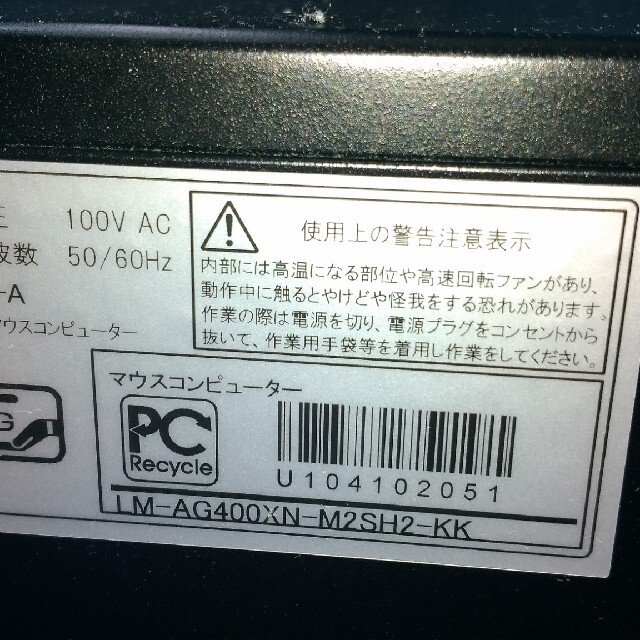 100V AC
波数 50/60Hz
-A
マウスコンピューター
使用上の警告注意表示
内部には高温になる部位や高速回転ファンがあり、
動作中に触るとやけどや怪我をする恐れがあります。
作業の際は電源を切り、電源プラグをコンセントから
抜いて、作業用手袋等を着用し作業をしてください。
マウスコンピューター
PC
Recycle
U104102051
LM-AG400XN-M2SH2-KK
G